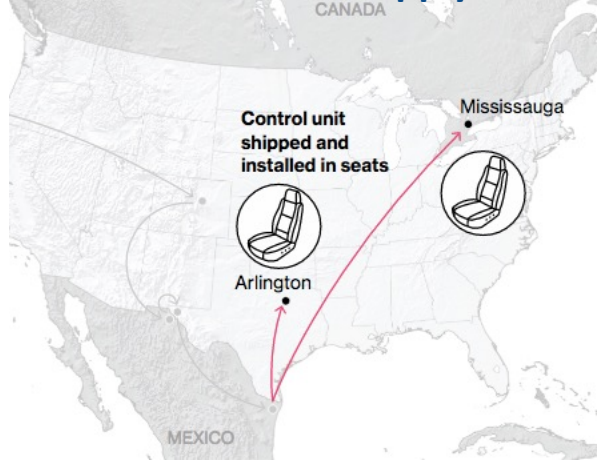 CANADA
Mississauga
Control unit
shipped and
installed in seats
Arlington
MEXICO